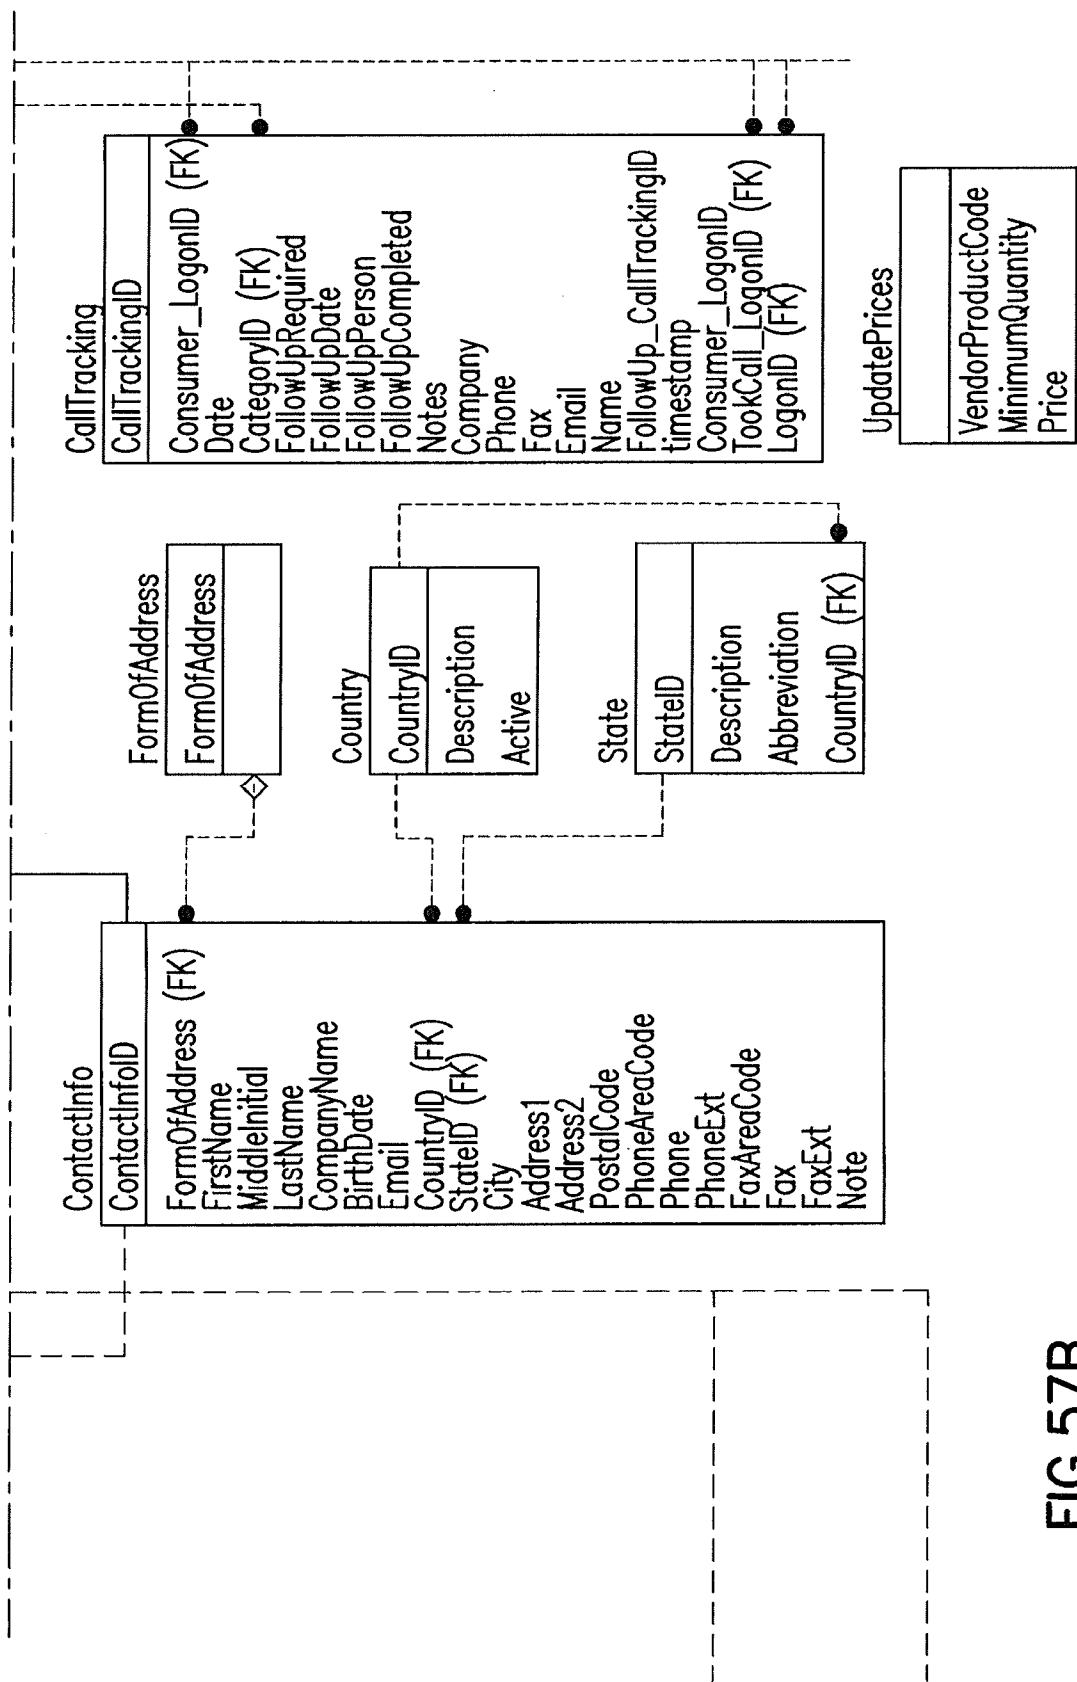 ContactInfo
ContactInfoID
FormOfAddress (FK)
FirstName
MiddleInitial
LastName
CompanyName
BirthDate
Email
CountryID (FK)
StateID (FK)
City
Address1
Address2
PostalCode
PhoneAreaCode
Phone
PhoneExt
FaxAreaCode
Fax
FaxExt
Note
FormOfAddress
FormOfAddress
Country
CountryID
Description
Active
State
StateID
Description
Abbreviation
CountryID (FK)
CallTracking
CallTrackingID
Consumer_LogonID (FK)
Date
CategoryID (FK)
FollowUpRequired
FollowUpDate
FollowUpPerson
FollowUpCompleted
Notes
Company
Phone
Fax
Email
Name
FollowUp_CallTrackingID
timestamp
Consumer_LogonID
TookCall_LogonID (FK)
LogonID (FK)
UpdatePrices
VendorProductCode
MinimumQuantity
Price
FIG.57B